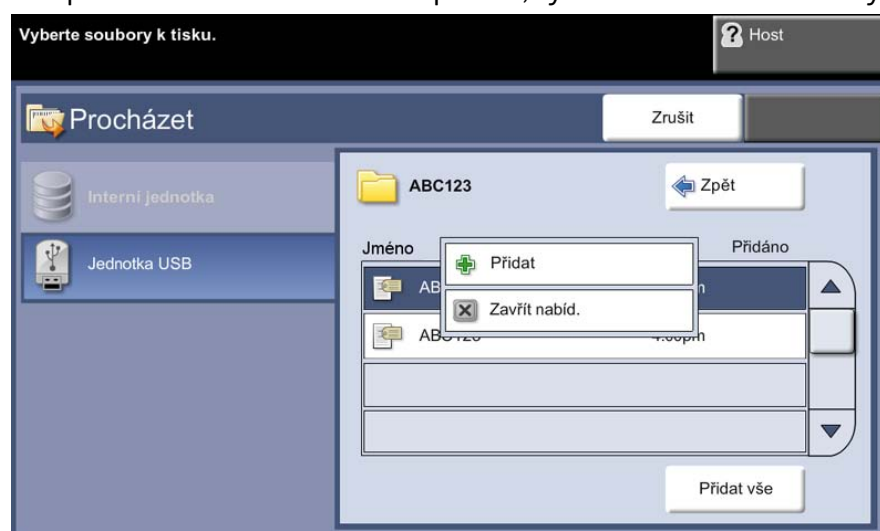 Vyberte soubory k tisku.
Host
Procházet
Zrušit
Interní jednotka
ABC123
Zpět
Jednotka USB
Jméno
Přidáno
Přidat
Zavřít nabíd.
Přidat vše